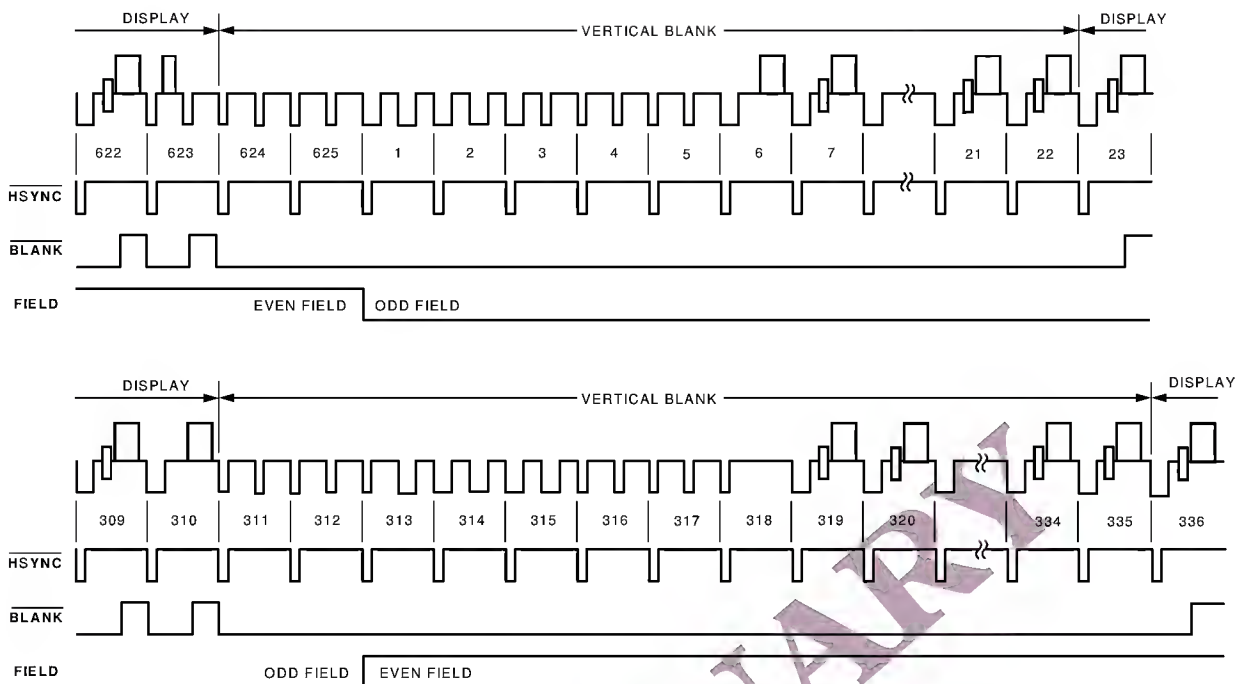 DISPLAY VERTICAL BLANK DISPLAY
622 623 624 625 1 2 3 4 5 6 7 21 22 23
HSYNC
BLANK
FIELD EVEN FIELD ODD FIELD
DISPLAY VERTICAL BLANK DISPLAY
309 310 311 312 313 314 315 316 317 318 319 320 334 335 336
HSYNC
BLANK
FIELD ODD FIELD EVEN FIELD
NARY